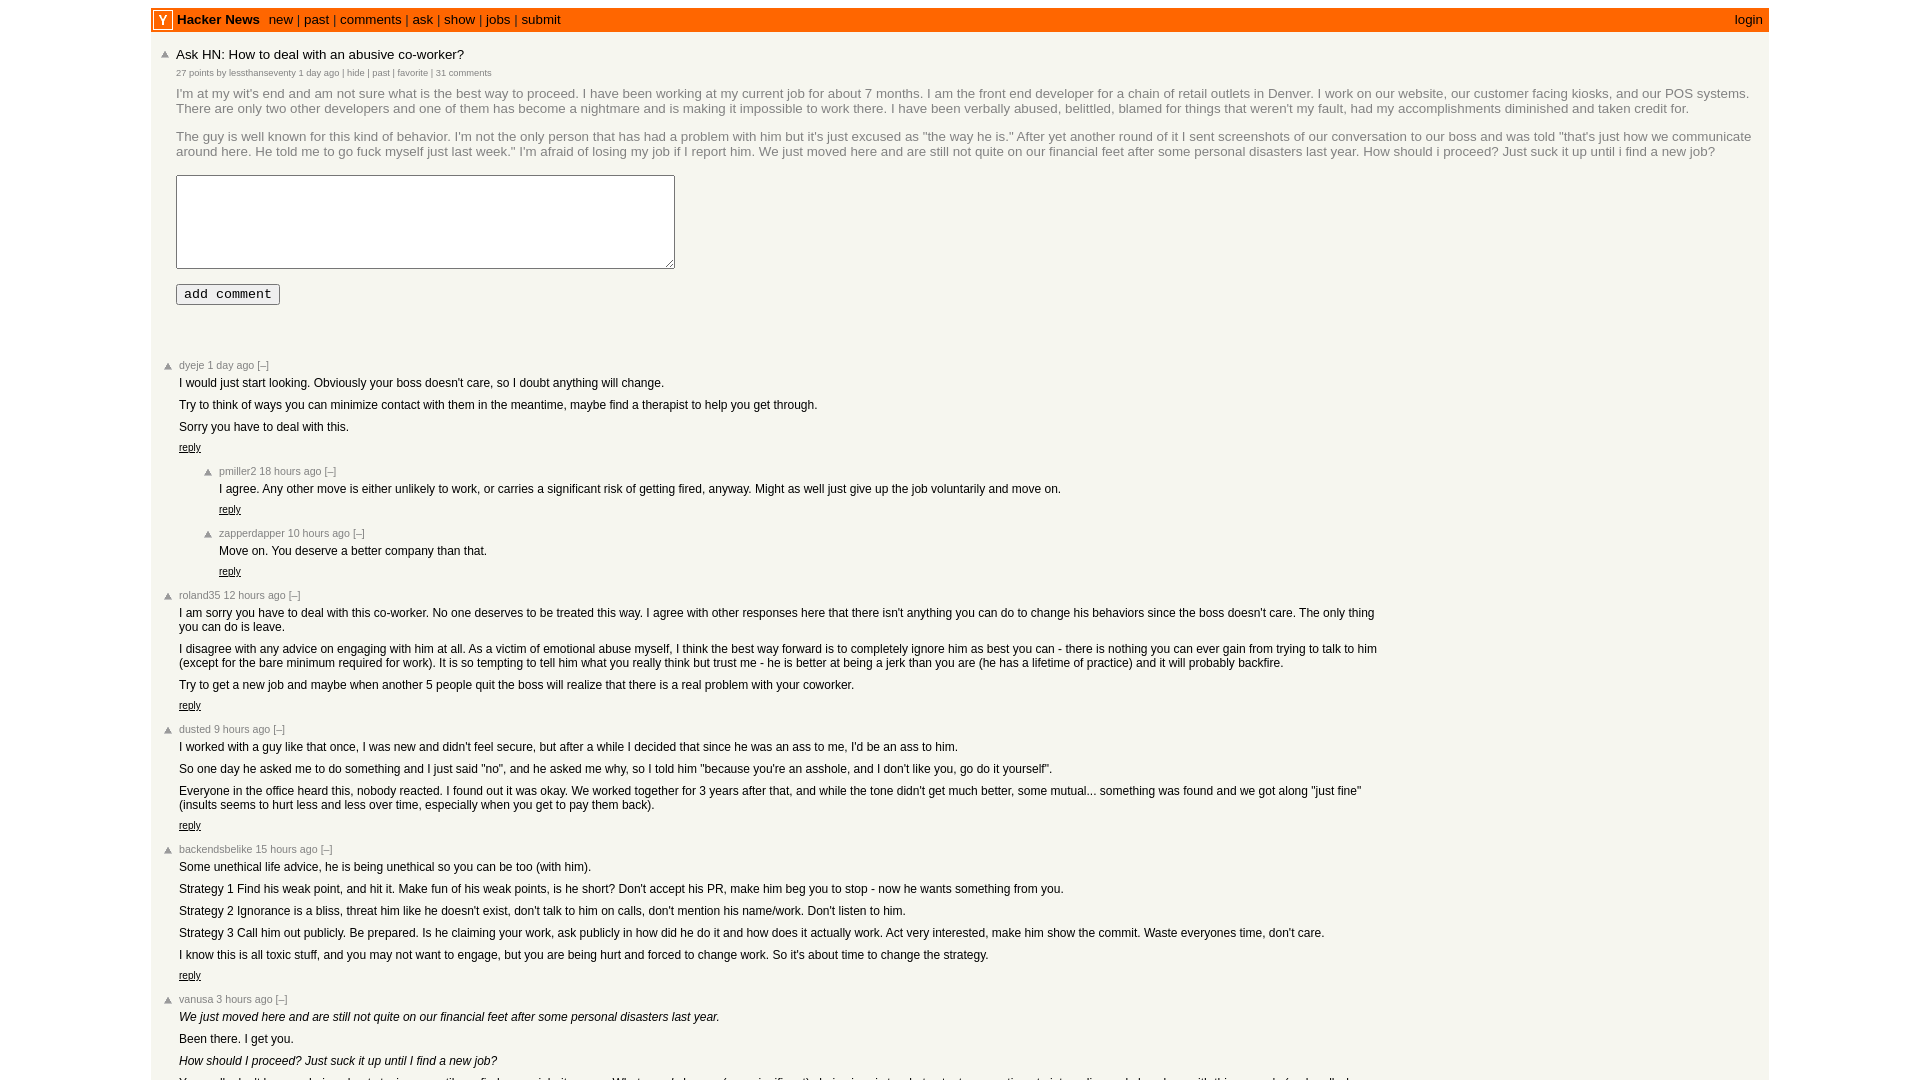 Y Hacker News new | past | comments | ask | show | jobs | submit login
Ask HN: How to deal with an abusive co-worker?
27 points by lessthanseventy 1 day ago | hide | past | favorite | 31 comments
I'm at my wit's end and am not sure what is the best way to proceed. I have been working at my current job for about 7 months. I am the front end developer for a chain of retail outlets in Denver. I work on our website, our customer facing kiosks, and our POS systems.
There are only two other developers and one of them has become a nightmare and is making it impossible to work there. I have been verbally abused, belittled, blamed for things that weren't my fault, had my accomplishments diminished and taken credit for.
The guy is well known for this kind of behavior. I'm not the only person that has had a problem with him but it's just excused as "the way he is." After yet another round of it I sent screenshots of our conversation to our boss and was told "that's just how we communicate
around here. He told me to go fuck myself just last week." I'm afraid of losing my job if I report him. We just moved here and are still not quite on our financial feet after some personal disasters last year. How should i proceed? Just suck it up until i find a new job?
add comment
dyeje 1 day ago [–]
I would just start looking. Obviously your boss doesn't care, so I doubt anything will change.
Try to think of ways you can minimize contact with them in the meantime, maybe find a therapist to help you get through.
Sorry you have to deal with this.
reply
pmiller2 18 hours ago [–]
I agree. Any other move is either unlikely to work, or carries a significant risk of getting fired, anyway. Might as well just give up the job voluntarily and move on.
reply
zapperdapper 10 hours ago [–]
Move on. You deserve a better company than that.
reply
roland35 12 hours ago [–]
I am sorry you have to deal with this co-worker. No one deserves to be treated this way. I agree with other responses here that there isn't anything you can do to change his behaviors since the boss doesn't care. The only thing
you can do is leave.
I disagree with any advice on engaging with him at all. As a victim of emotional abuse myself, I think the best way forward is to completely ignore him as best you can - there is nothing you can ever gain from trying to talk to him
(except for the bare minimum required for work). It is so tempting to tell him what you really think but trust me - he is better at being a jerk than you are (he has a lifetime of practice) and it will probably backfire.
Try to get a new job and maybe when another 5 people quit the boss will realize that there is a real problem with your coworker.
reply
dusted 9 hours ago [–]
I worked with a guy like that once, I was new and didn't feel secure, but after a while I decided that since he was an ass to me, I'd be an ass to him.
So one day he asked me to do something and I just said "no", and he asked me why, so I told him "because you're an asshole, and I don't like you, go do it yourself".
Everyone in the office heard this, nobody reacted. I found out it was okay. We worked together for 3 years after that, and while the tone didn't get much better, some mutual... something was found and we got along "just fine"
(insults seems to hurt less and less over time, especially when you get to pay them back).
reply
backendsbelike 15 hours ago [–]
Some unethical life advice, he is being unethical so you can be too (with him).
Strategy 1 Find his weak point, and hit it. Make fun of his weak points, is he short? Don't accept his PR, make him beg you to stop - now he wants something from you.
Strategy 2 Ignorance is a bliss, threat him like he doesn't exist, don't talk to him on calls, don't mention his name/work. Don't listen to him.
Strategy 3 Call him out publicly. Be prepared. Is he claiming your work, ask publicly in how did he do it and how does it actually work. Act very interested, make him show the commit. Waste everyones time, don't care.
I know this is all toxic stuff, and you may not want to engage, but you are being hurt and forced to change work. So it's about time to change the strategy.
reply
vanusa 3 hours ago [–]
We just moved here and are still not quite on our financial feet after some personal disasters last year.
Been there. I get you.
How should I proceed? Just suck it up until I find a new job?